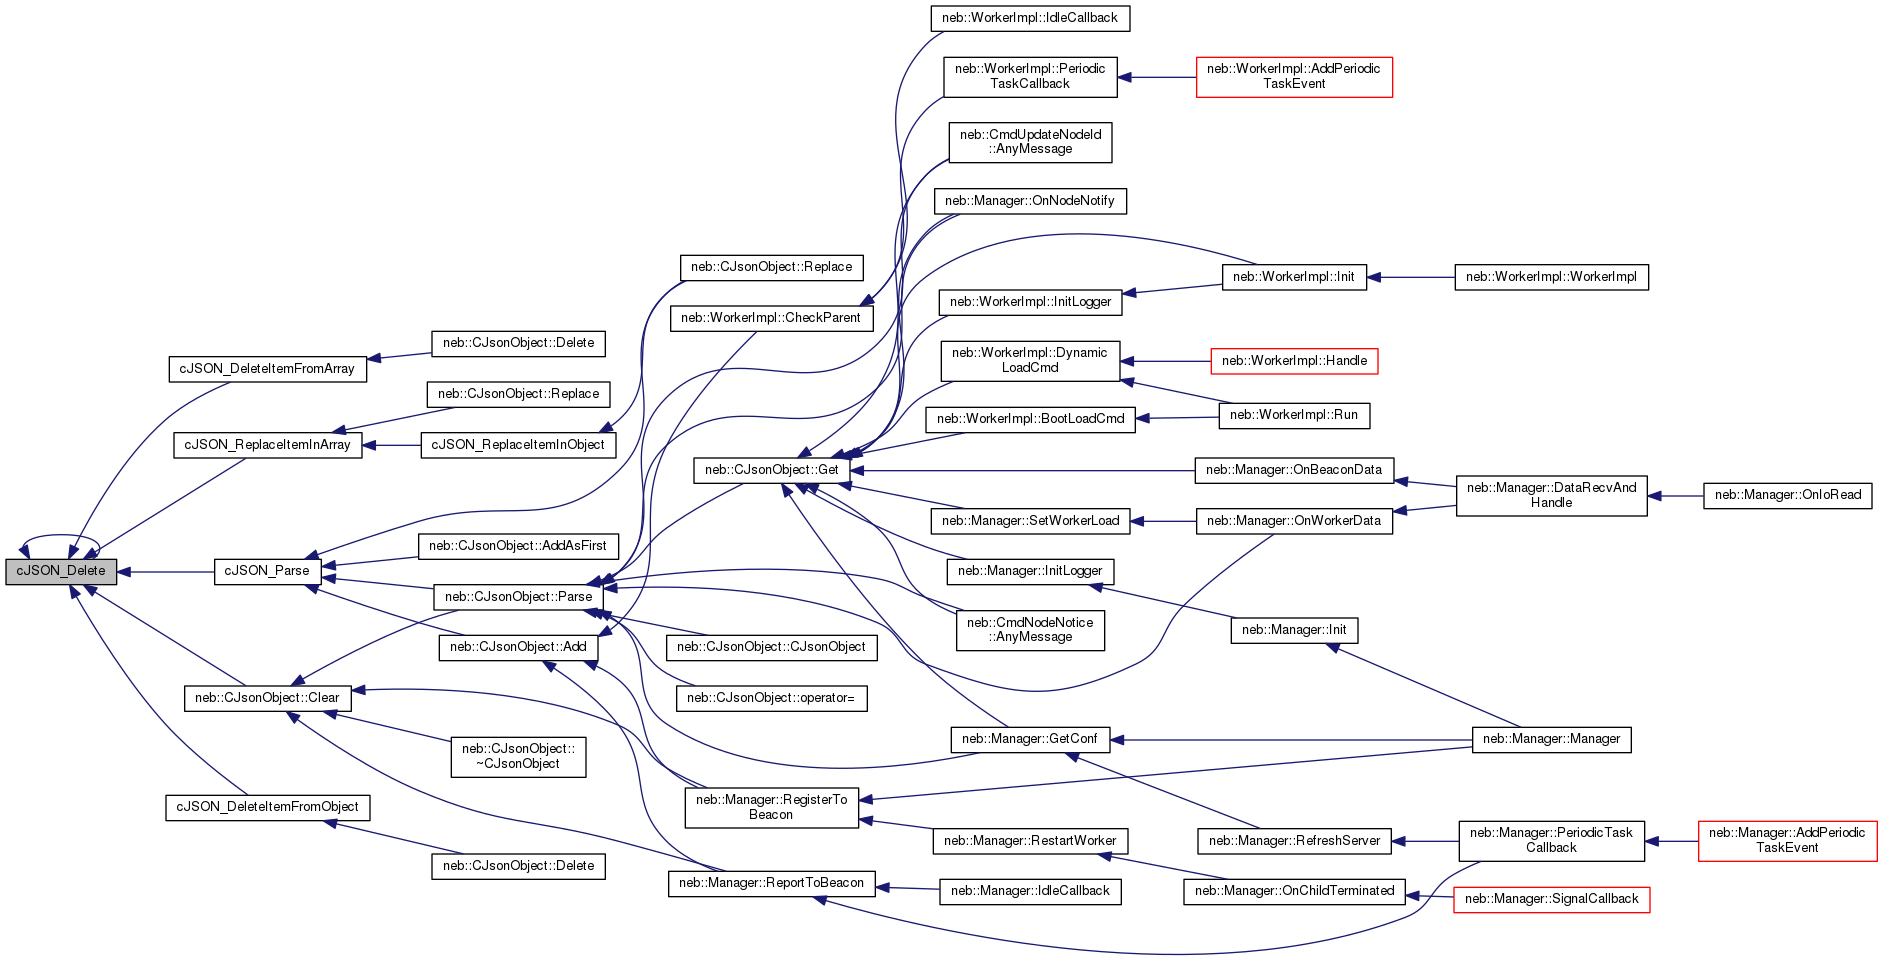 neb::WorkerImpl::IdleCallback
neb::WorkerImpl::Periodic
TaskCallback
neb::WorkerImpl::AddPeriodic
TaskEvent
neb::CmdUpdateNodeId
::AnyMessage
neb::Manager::OnNodeNotify
neb::CJsonObject::Replace
neb::WorkerImpl::Init
neb::WorkerImpl::WorkerImpl
neb::WorkerImpl::InitLogger
neb::WorkerImpl::CheckParent
neb::CJsonObject::Delete
cJSON_DeleteItemFromArray
neb::WorkerImpl::Dynamic
LoadCmd
neb::WorkerImpl::Handle
neb::CJsonObject::Replace
neb::WorkerImpl::BootLoadCmd
neb::WorkerImpl::Run
cJSON_ReplaceItemInArray
cJSON_ReplaceItemInObject
neb::CJsonObject::Get
neb::Manager::OnBeaconData
neb::Manager::DataRecvAnd
Handle
neb::Manager::OnIoRead
neb::Manager::SetWorkerLoad
neb::Manager::OnWorkerData
neb::CJsonObject::AddAsFirst
cJSON_Delete
cJSON_Parse
neb::Manager::InitLogger
neb::CJsonObject::Parse
neb::CmdNodeNotice
::AnyMessage
neb::Manager::Init
neb::CJsonObject::Add
neb::CJsonObject::CJsonObject
neb::CJsonObject::Clear
neb::CJsonObject::operator=
neb::Manager::GetConf
neb::Manager::Manager
neb::CJsonObject::
~CJsonObject
cJSON_DeleteItemFromObject
neb::Manager::RegisterTo
Beacon
neb::Manager::RestartWorker
neb::Manager::RefreshServer
neb::Manager::PeriodicTask
Callback
neb::Manager::AddPeriodic
TaskEvent
neb::CJsonObject::Delete
neb::Manager::ReportToBeacon
neb::Manager::IdleCallback
neb::Manager::OnChildTerminated
neb::Manager::SignalCallback